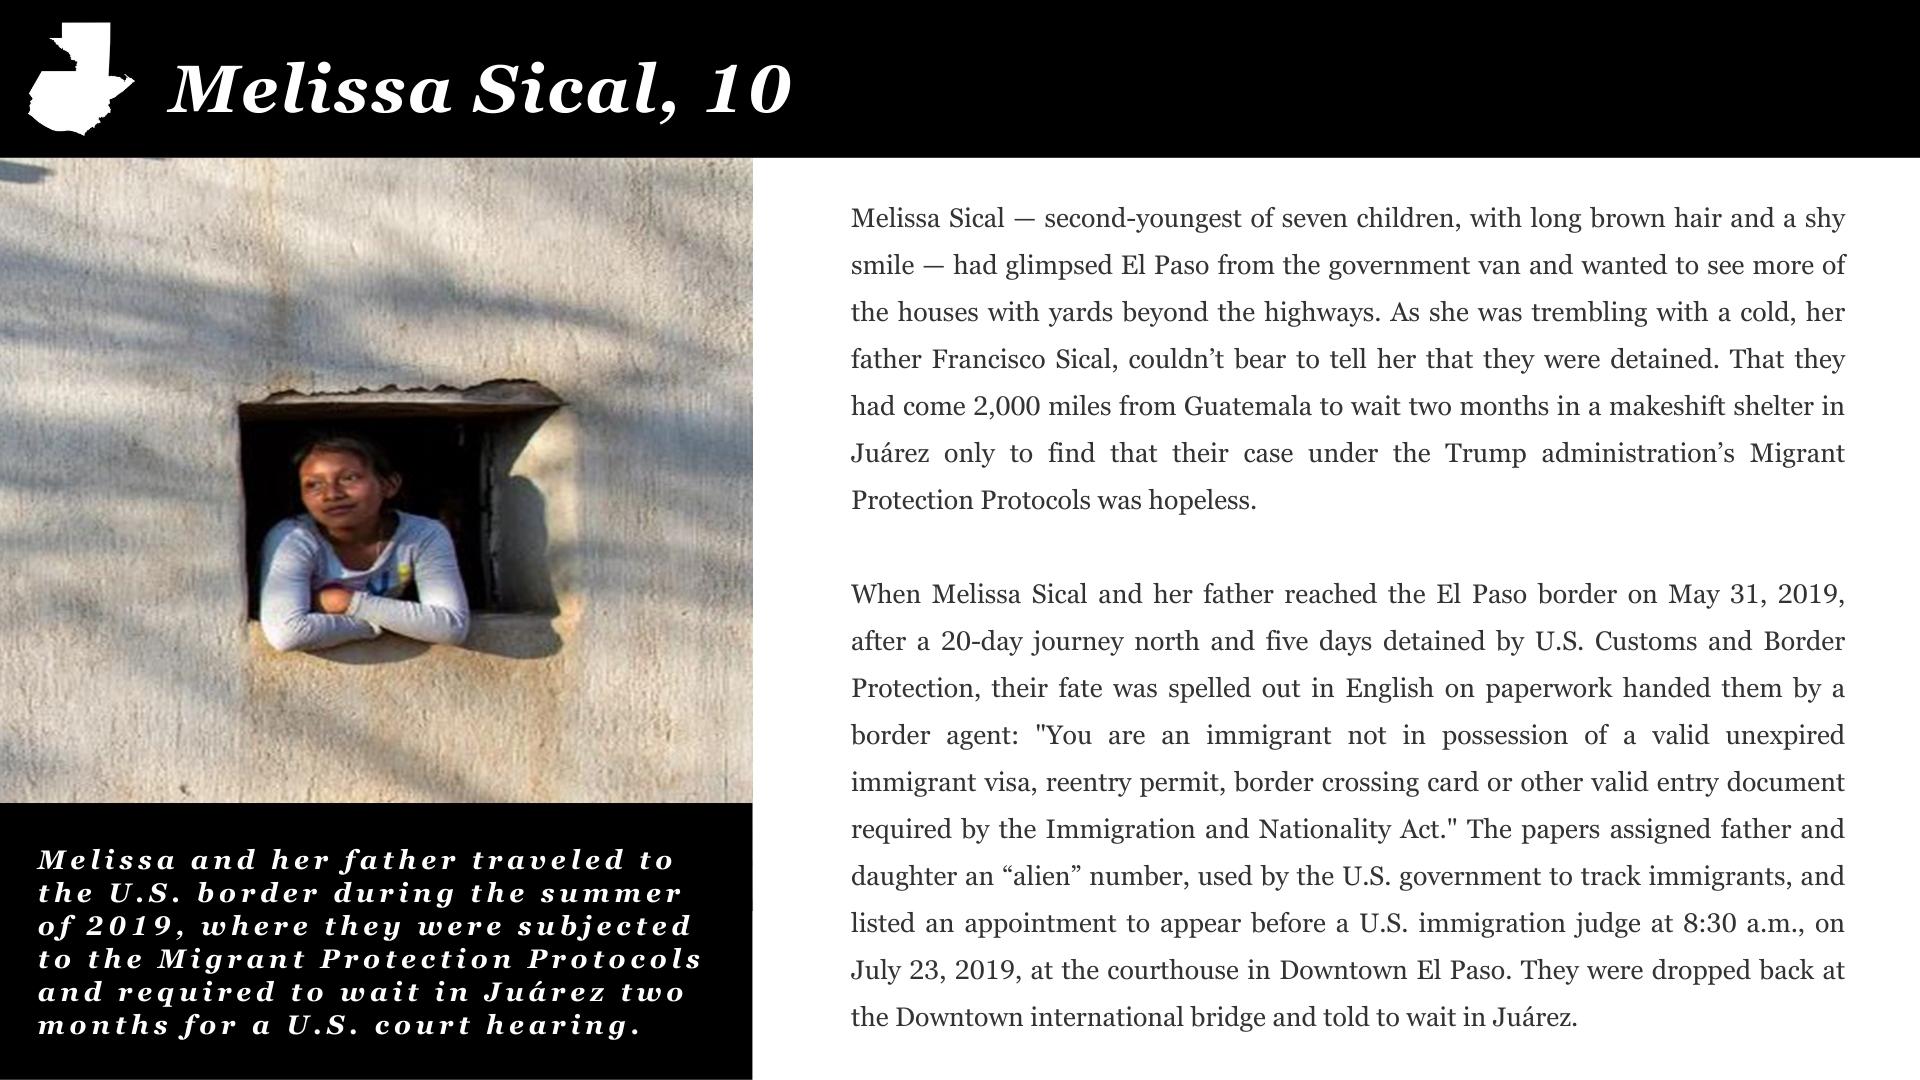 Melissa Sical, 10
Melissa Sical — second-youngest of seven children, with long brown hair and a shy
smile — had glimpsed El Paso from the government van and wanted to see more of
the houses with yards beyond the highways. As she was trembling with a cold, her
father Francisco Sical, couldn’t bear to tell her that they were detained. That they
had come 2,000 miles from Guatemala to wait two months in a makeshift shelter in
Juárez only to find that their case under the Trump administration’s Migrant
Protection Protocols was hopeless.
When Melissa Sical and her father reached the El Paso border on May 31, 2019,
after a 20-day journey north and five days detained by U.S. Customs and Border
Protection, their fate was spelled out in English on paperwork handed them by a
border agent: "You are an immigrant not in possession of a valid unexpired
immigrant visa, reentry permit, border crossing card or other valid entry document
required by the Immigration and Nationality Act." The papers assigned father and
daughter an “alien” number, used by the U.S. government to track immigrants, and
listed an appointment to appear before a U.S. immigration judge at 8:30 a.m., on
July 23, 2019, at the courthouse in Downtown El Paso. They were dropped back at
the Downtown international bridge and told to wait in Juárez.
Melissa and her father traveled to
the U.S. border during the summer
of 2019, where they were subjected
to the Migrant Protection Protocols
and required to wait in Juárez two
months for a U.S. court hearing.